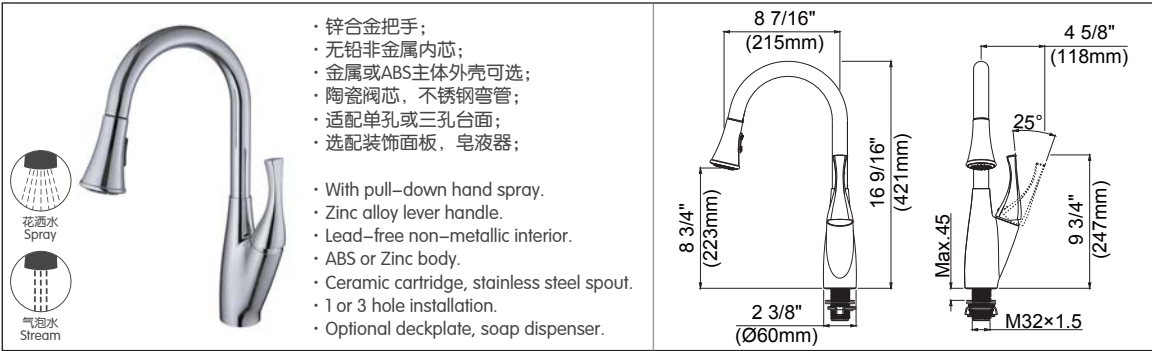 花洒水
Spray
气泡水
Stream
· 锌合金把手；
· 无铅非金属内芯；
· 金属或ABS主体外壳可选；
· 陶瓷阀芯，不锈钢弯管；
· 适配单孔或三孔台面；
· 选配装饰面板，皂液器；
· With pull-down hand spray.
· Zinc alloy lever handle.
· Lead-free non-metallic interior.
· ABS or Zinc body.
· Ceramic cartridge, stainless steel spout.
· 1 or 3 hole installation.
· Optional deckplate, soap dispenser.
8 7/16"
(215mm)
16 9/16"
(421mm)
8 3/4"
(223mm)
2 3/8"
(Ø60mm)
4 5/8"
(118mm)
25°
9 3/4"
(247mm)
Max.45
M32×1.5